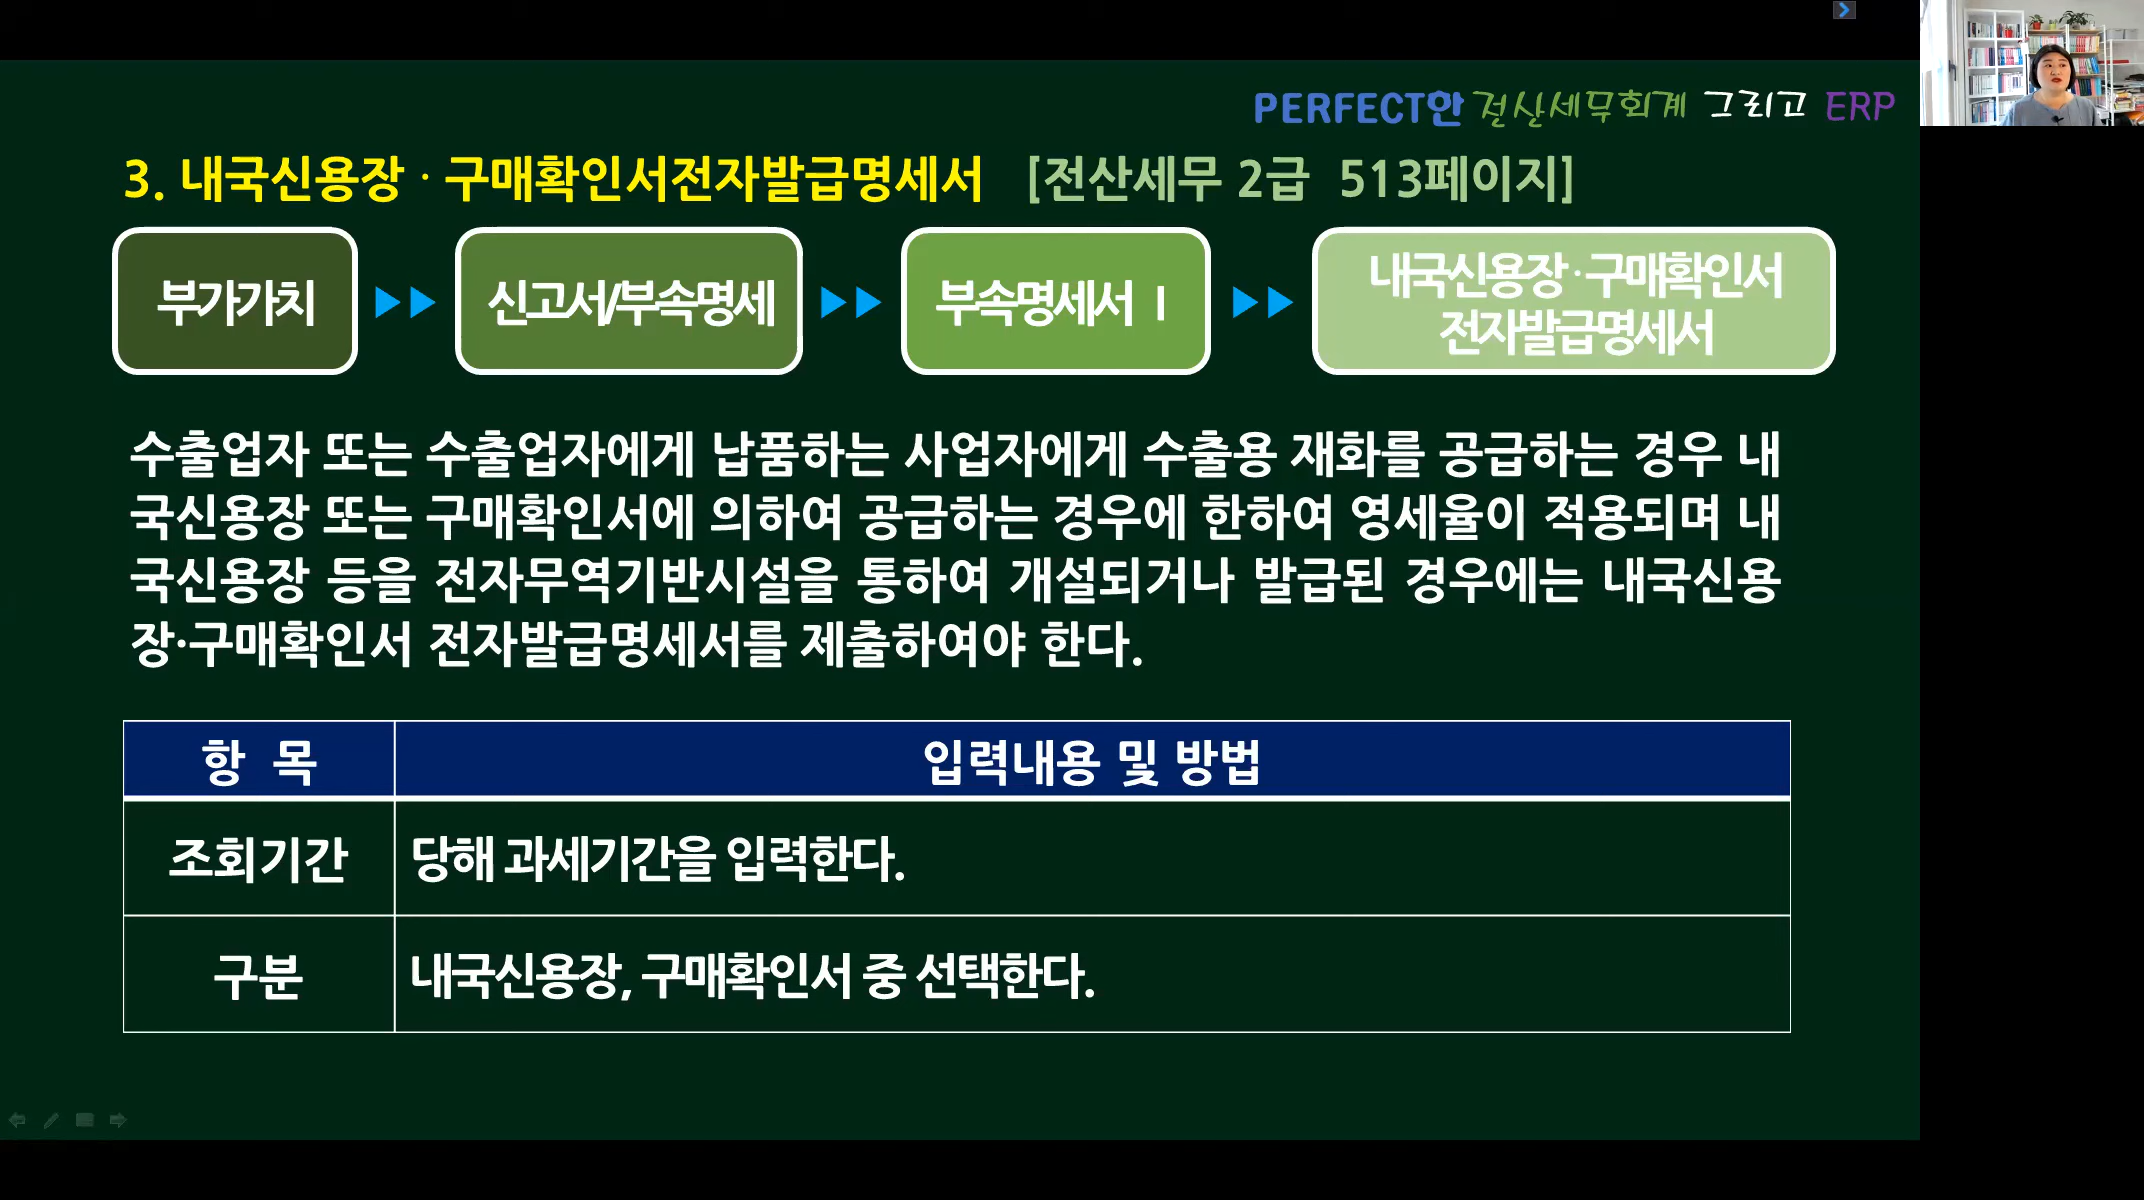 PERFECT한 전산세무회계 그리고 ERP
3. 내국신용장 · 구매확인서전자발급명세서 [전산세무 2급 513페이지]
부가가치
신고서/부속명세
부속명세서 Ⅰ
내국신용장·구매확인서
전자발급명세서
수출업자 또는 수출업자에게 납품하는 사업자에게 수출용 재화를 공급하는 경우 내
국신용장 또는 구매확인서에 의하여 공급하는 경우에 한하여 영세율이 적용되며 내
국신용장 등을 전자무역기반시설을 통하여 개설되거나 발급된 경우에는 내국신용
장·구매확인서 전자발급명세서를 제출하여야 한다.
항 목
입력내용 및 방법
조회기간
당해 과세기간을 입력한다.
구분
내국신용장, 구매확인서 중 선택한다.